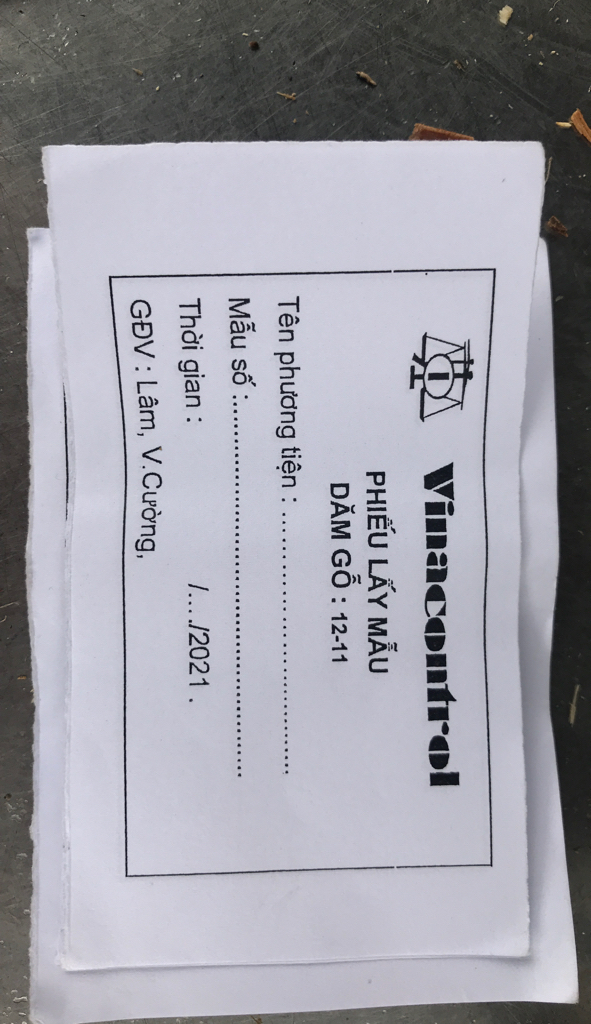 Vinacontrol
PHIẾU LẤY MẪU
DĂM GỖ : 12-11
Tên phương tiện : ................................
Mẫu số : ................................................
Thời gian : /..../2021 .
GĐV : Lâm, V.Cường,